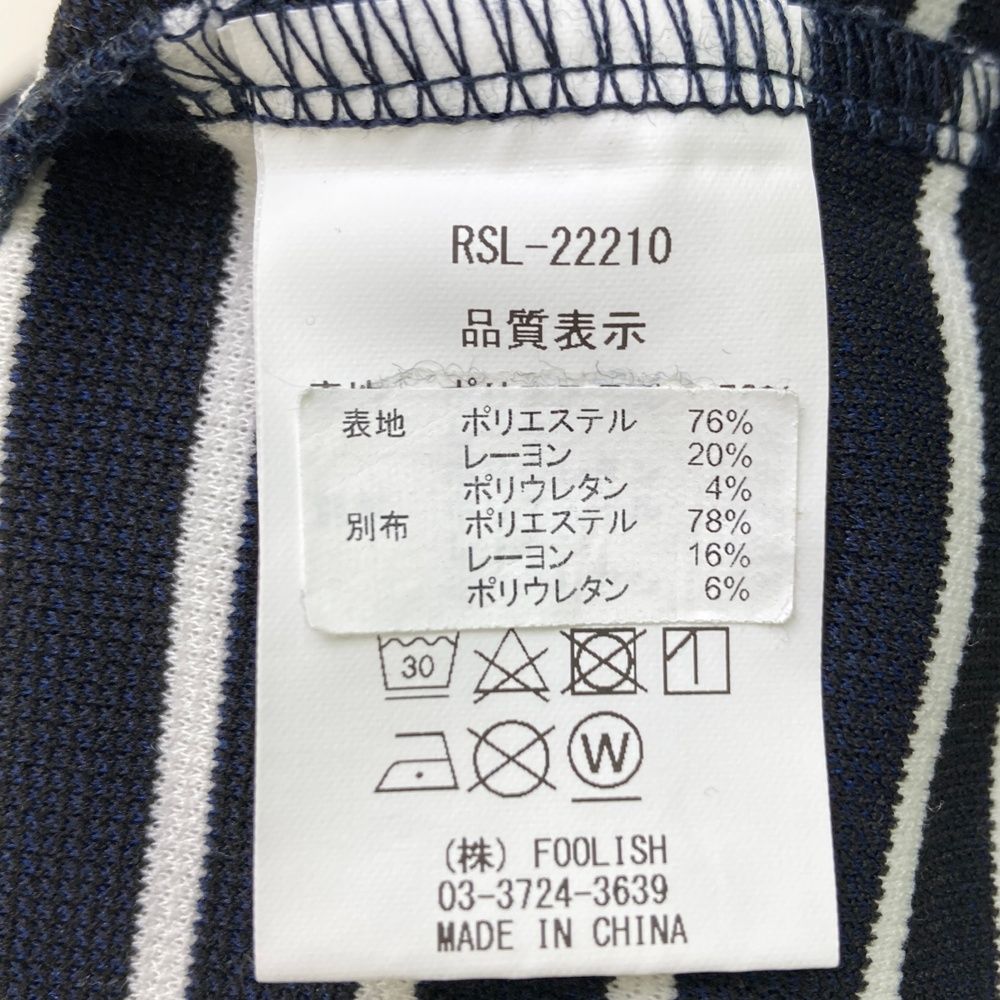 RSL-22210
品質表示
表地 ポリエステル 76%
レーヨン 20%
ポリウレタン 4%
別布 ポリエステル 78%
レーヨン 16%
ポリウレタン 6%
30
W
(株) FOOLISH
03-3724-3639
MADE IN CHINA